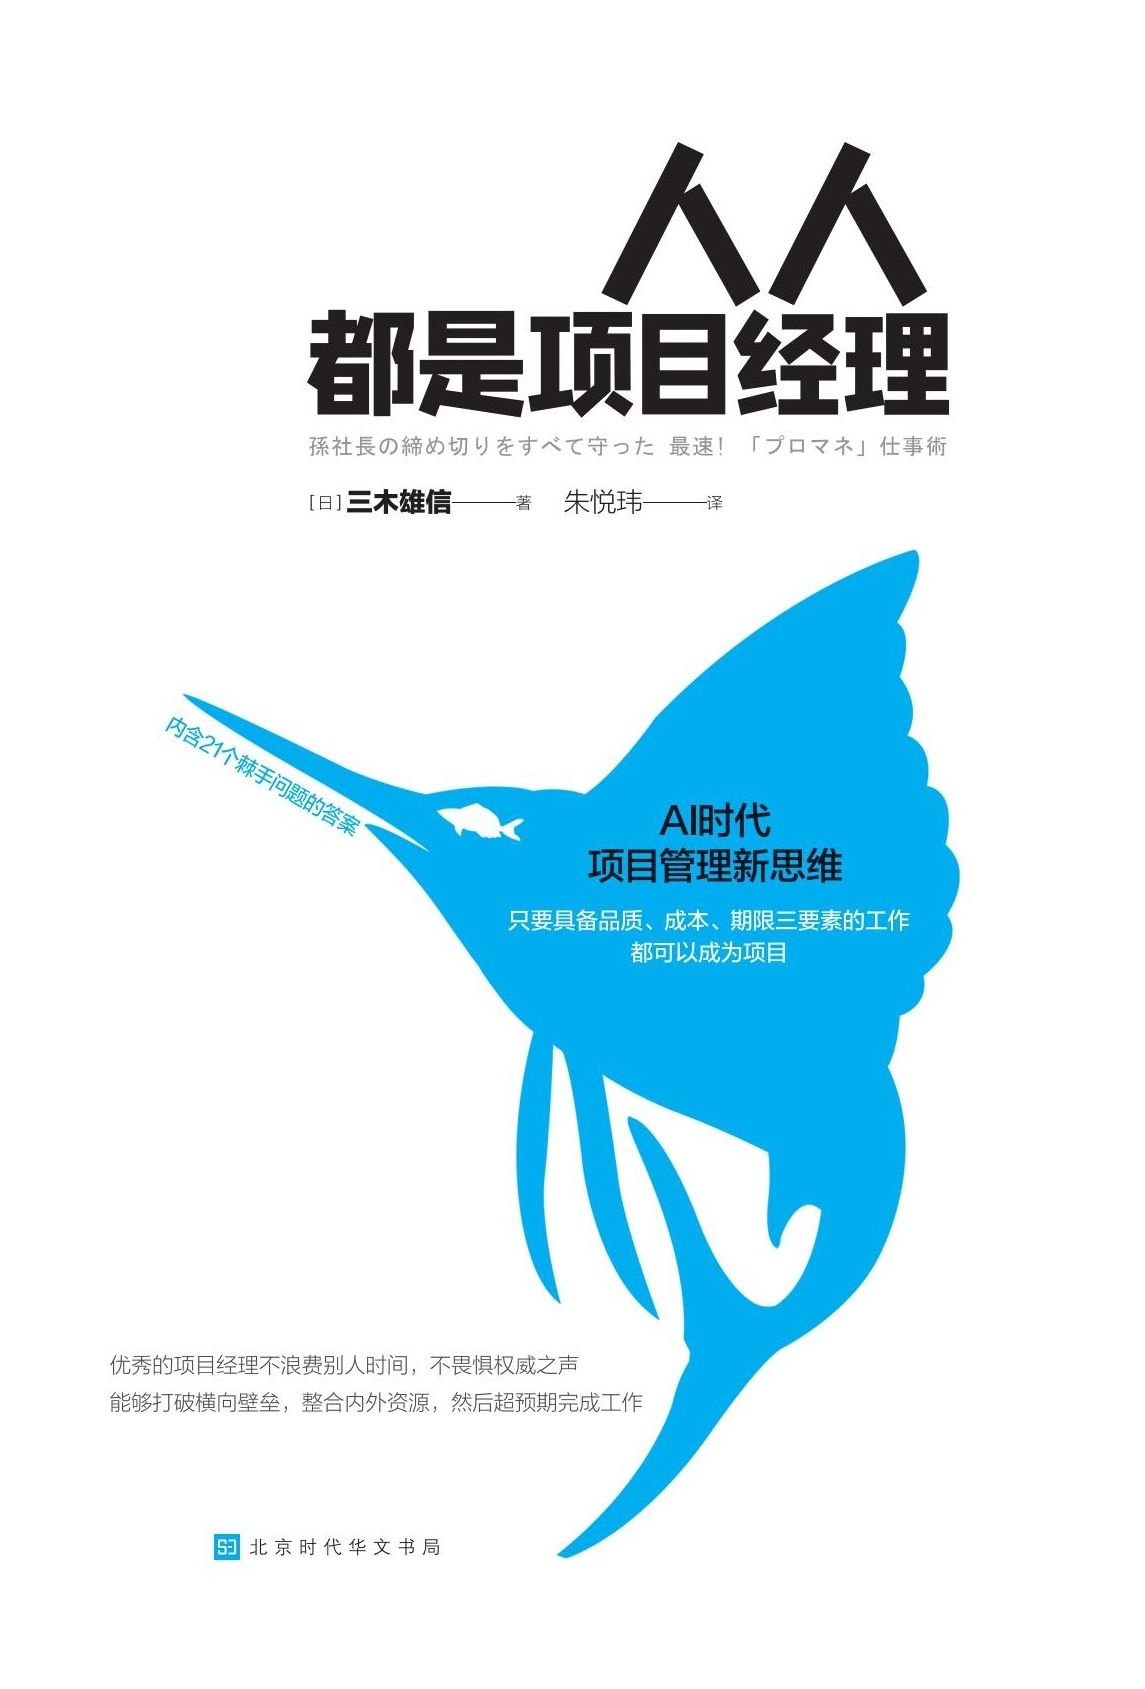 人人
都是项目经理
孫社長の締め切りをすべて守った 最速！「プロマネ」仕事術
[日]三木雄信——著 朱悦玮——译
内含21个棘手问题的答案
AI时代
项目管理新思维
只要具备品质、成本、期限三要素的工作
都可以成为项目
优秀的项目经理不浪费别人时间，不畏惧权威之声
能够打破横向壁垒，整合内外资源，然后超预期完成工作
北京时代华文书局